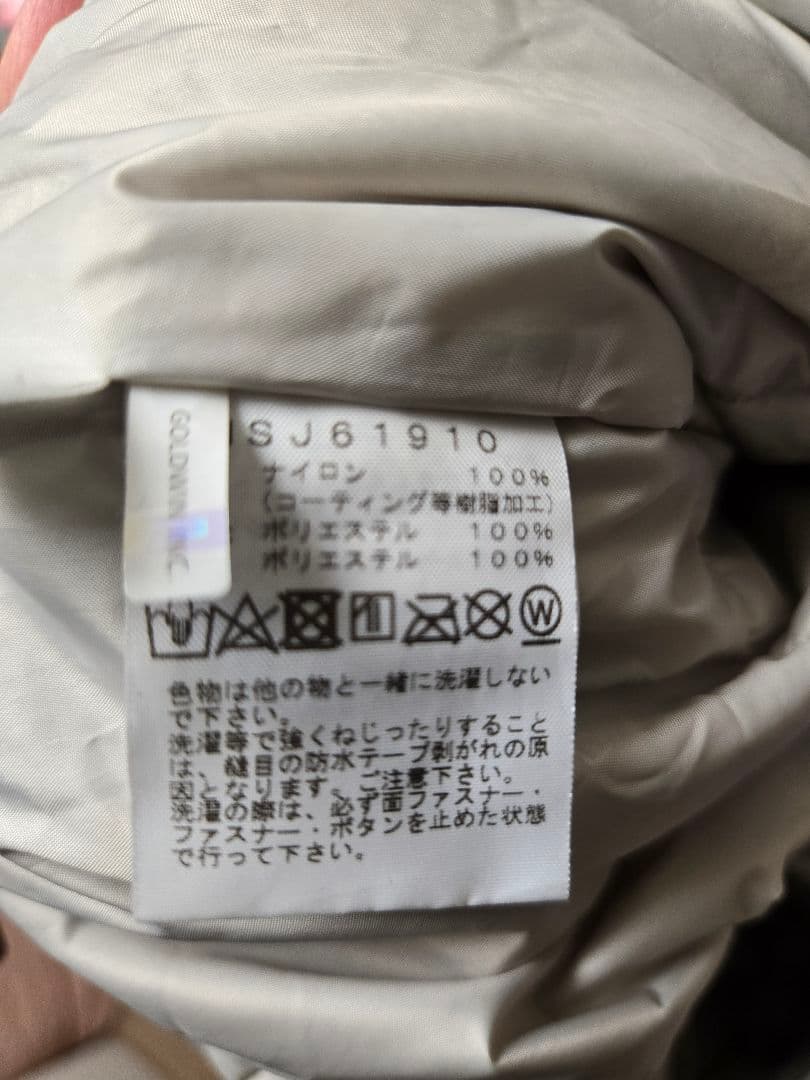 GOLDWIN INC.
SJ61910
ナイロン 100%
(コーティング等樹脂加工)
ポリエステル 100%
ポリエステル 100%
W
色物は他の物と一緒に洗濯しない
で下さい。
洗濯等で強くねじったりすること
は、縫目の防水テープ剥がれの原
因となります。ご注意下さい。
洗濯の際は、必ず面ファスナー・
ファスナー・ボタンを止めた状態
で行って下さい。